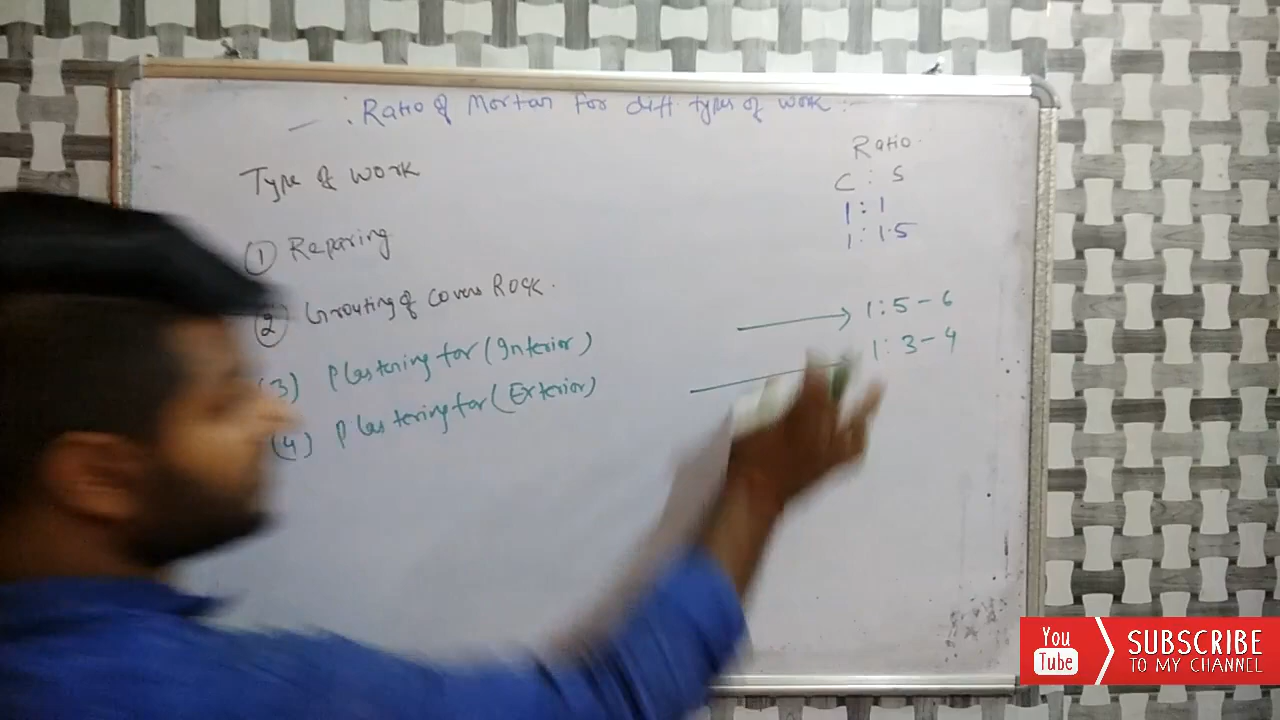 : Ratio of Mortar For diff. types of work :-
Type of work
Ratio
C : S
1 : 1
1 : 1.5
① Reparing
② Grouting of Covers Rock.
(3) Plastering for (Interior)
1 : 5 - 6
(4) Plastering for (Exterior)
1 : 3 - 4
You Tube
SUBSCRIBE
TO MY CHANNEL